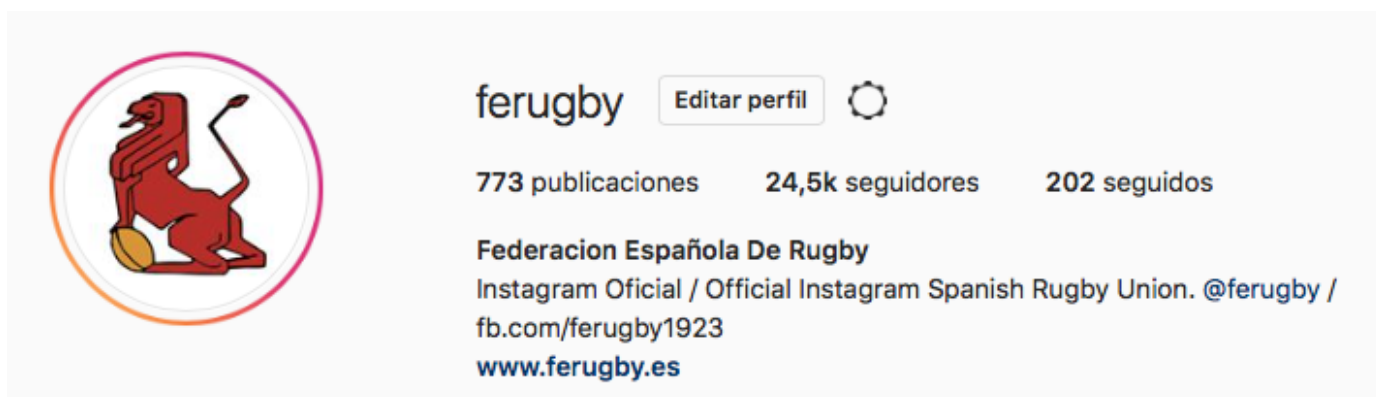 ferugby Editar perfil
773 publicaciones 24,5k seguidores 202 seguidos
Federacion Española De Rugby
Instagram Oficial / Official Instagram Spanish Rugby Union. @ferugby /
fb.com/ferugby1923
www.ferugby.es